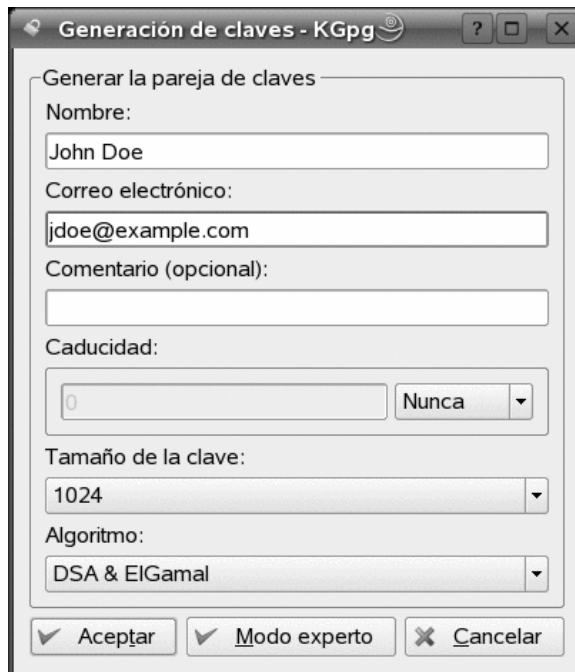 Generación de claves - KGpg
Generar la pareja de claves
Nombre:
John Doe
Correo electrónico:
jdoe@example.com
Comentario (opcional):
Caducidad:
0 Nunca
Tamaño de la clave:
1024
Algoritmo:
DSA & ElGamal
Aceptar Modo experto Cancelar